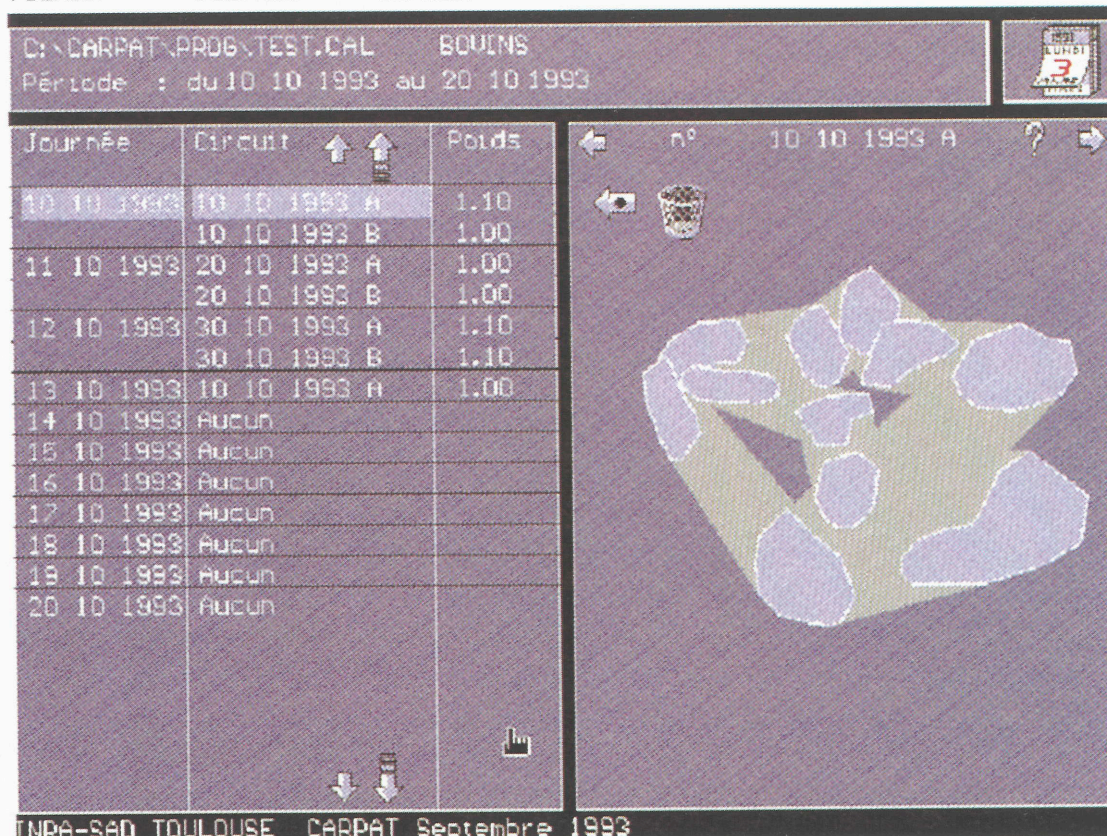 C:\CARPAT\PROG\TEST.CAL BOVINS
Période : du 10 10 1993 au 20 10 1993
LUNDI
3
Journée Circuit Poids
n° 10 10 1993 A ?
10 10 1993 10 10 1993 A 1.10
10 10 1993 B 1.00
11 10 1993 20 10 1993 A 1.00
20 10 1993 B 1.00
12 10 1993 30 10 1993 A 1.10
30 10 1993 B 1.10
13 10 1993 10 10 1993 A 1.00
14 10 1993 Aucun
15 10 1993 Aucun
16 10 1993 Aucun
17 10 1993 Aucun
18 10 1993 Aucun
19 10 1993 Aucun
20 10 1993 Aucun
INRA-SAD TOULOUSE CARPAT Septembre 1993